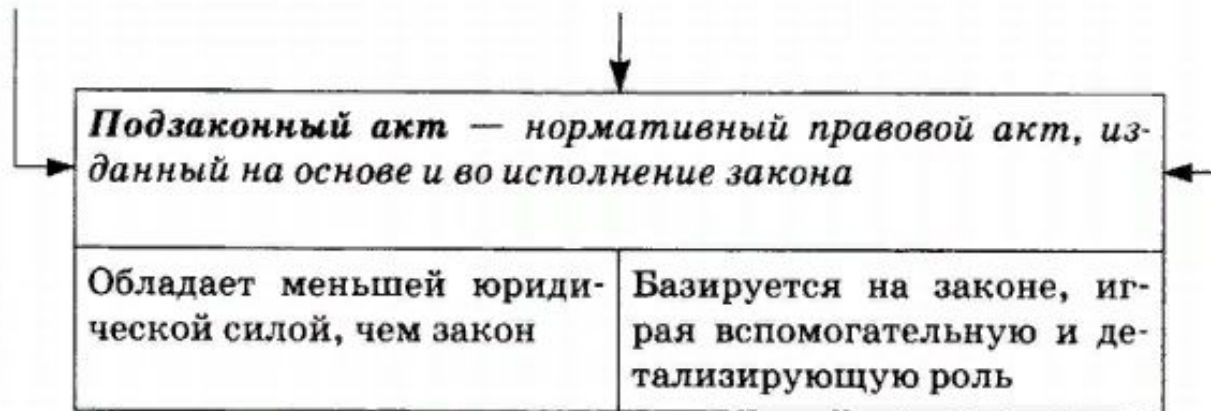 Подзаконный акт — нормативный правовой акт, из-
данный на основе и во исполнение закона
Обладает меньшей юриди-
ческой силой, чем закон
Базируется на законе, иг-
рая вспомогательную и де-
тализирующую роль